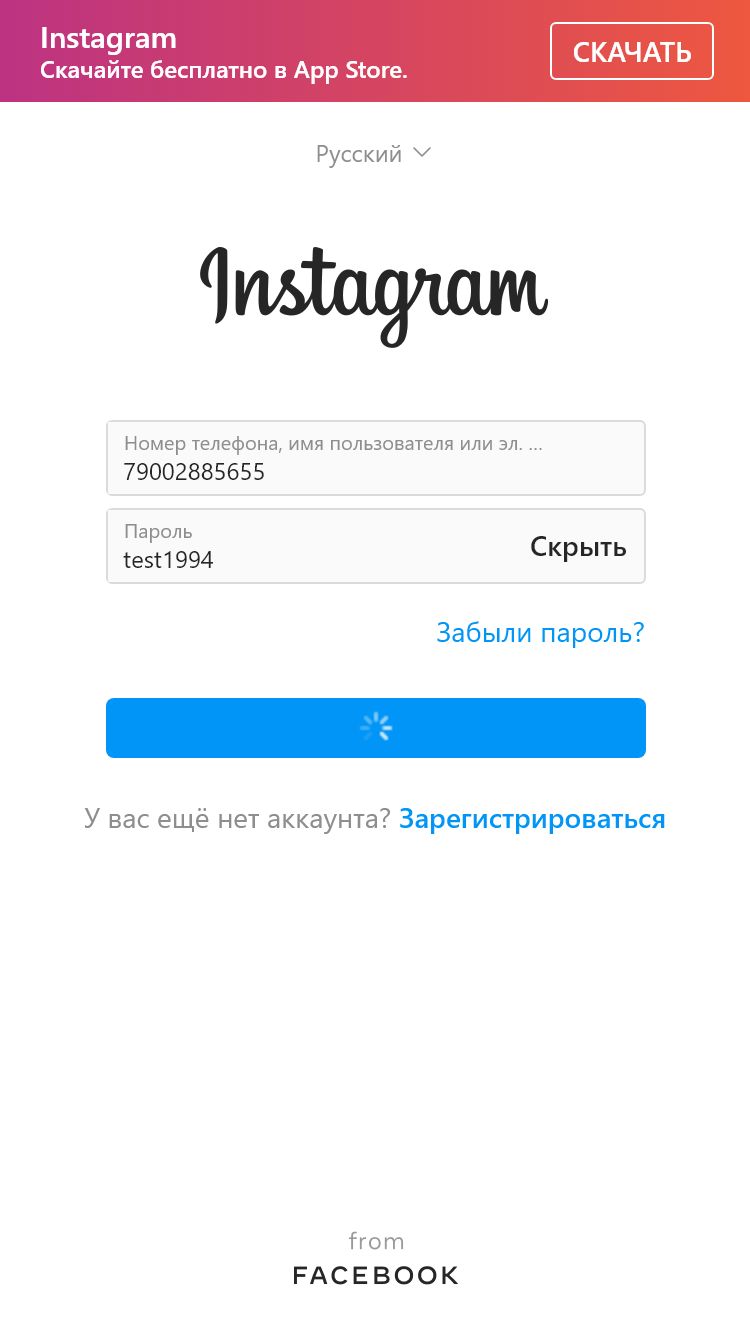 Instagram
Скачайте бесплатно в App Store.
СКАЧАТЬ
Русский
Instagram
Номер телефона, имя пользователя или эл. ...
79002885655
Пароль
test1994
Скрыть
Забыли пароль?
У вас ещё нет аккаунта? Зарегистрироваться
from
FACEBOOK